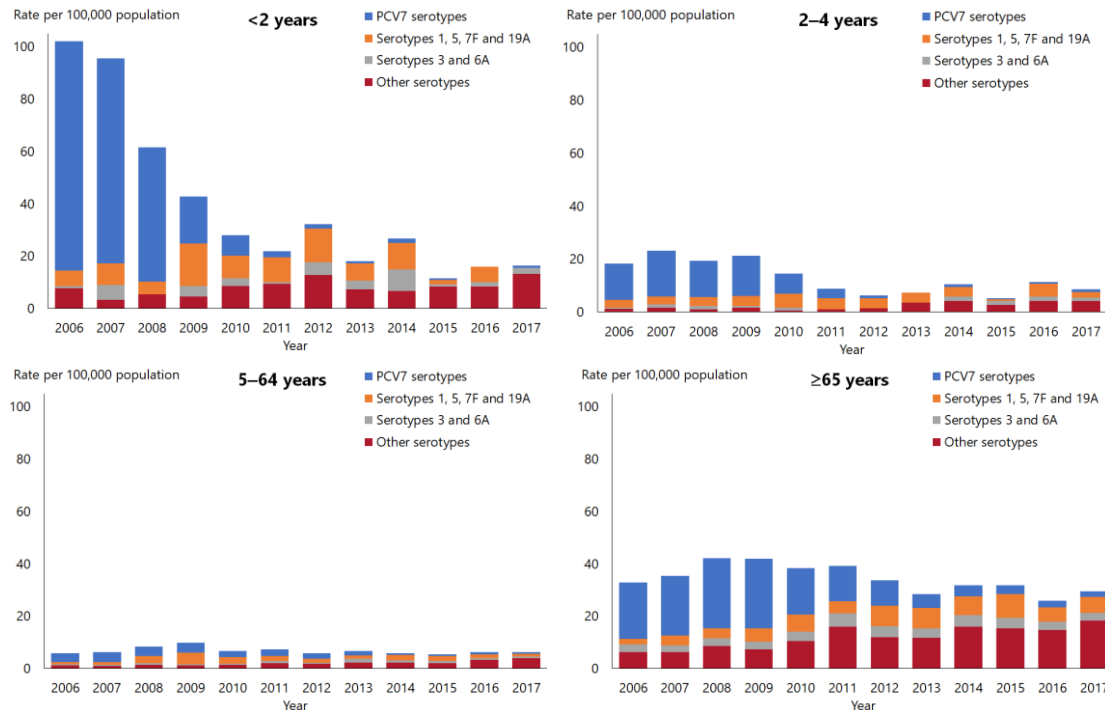 Rate per 100,000 population
<2 years
PCV7 serotypes
Serotypes 1, 5, 7F and 19A
Serotypes 3 and 6A
Other serotypes
100
80
60
40
20
0
2006 2007 2008 2009 2010 2011 2012 2013 2014 2015 2016 2017
Year
Rate per 100,000 population
2–4 years
PCV7 serotypes
Serotypes 1, 5, 7F and 19A
Serotypes 3 and 6A
Other serotypes
100
80
60
40
20
0
2006 2007 2008 2009 2010 2011 2012 2013 2014 2015 2016 2017
Year
Rate per 100,000 population
5–64 years
PCV7 serotypes
Serotypes 1, 5, 7F and 19A
Serotypes 3 and 6A
Other serotypes
100
80
60
40
20
0
2006 2007 2008 2009 2010 2011 2012 2013 2014 2015 2016 2017
Year
Rate per 100,000 population
≥65 years
PCV7 serotypes
Serotypes 1, 5, 7F and 19A
Serotypes 3 and 6A
Other serotypes
100
80
60
40
20
0
2006 2007 2008 2009 2010 2011 2012 2013 2014 2015 2016 2017
Year